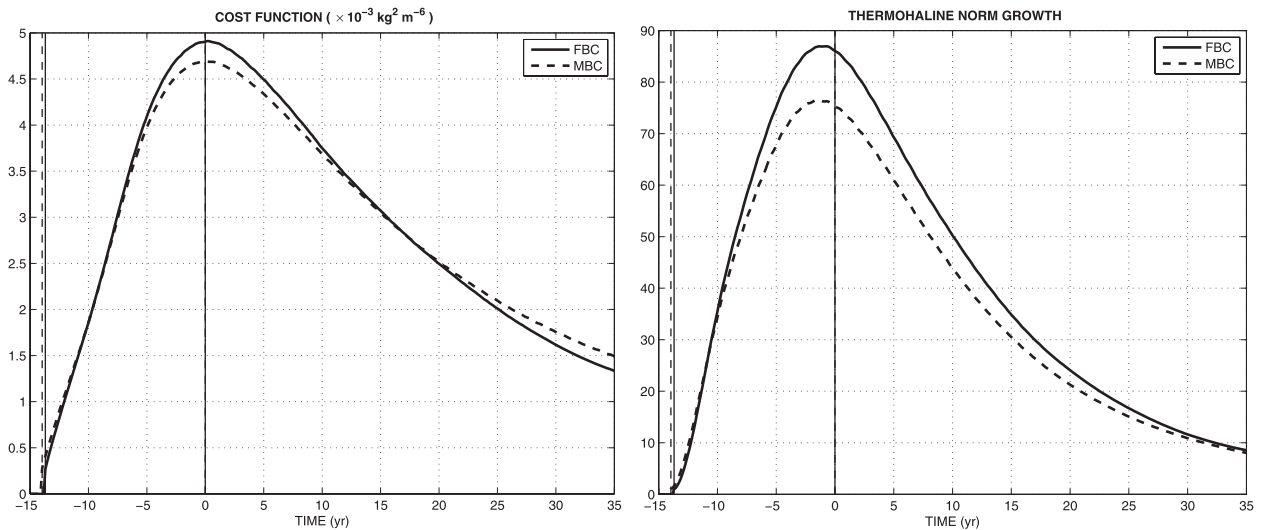 COST FUNCTION ( × 10⁻³ kg² m⁻⁶ )
5
4.5
4
3.5
3
2.5
2
1.5
1
0.5
0
−15 −10 −5 0 5 10 15 20 25 30 35
TIME (yr)
FBC
MBC
THERMOHALINE NORM GROWTH
90
80
70
60
50
40
30
20
10
0
−15 −10 −5 0 5 10 15 20 25 30 35
TIME (yr)
FBC
MBC